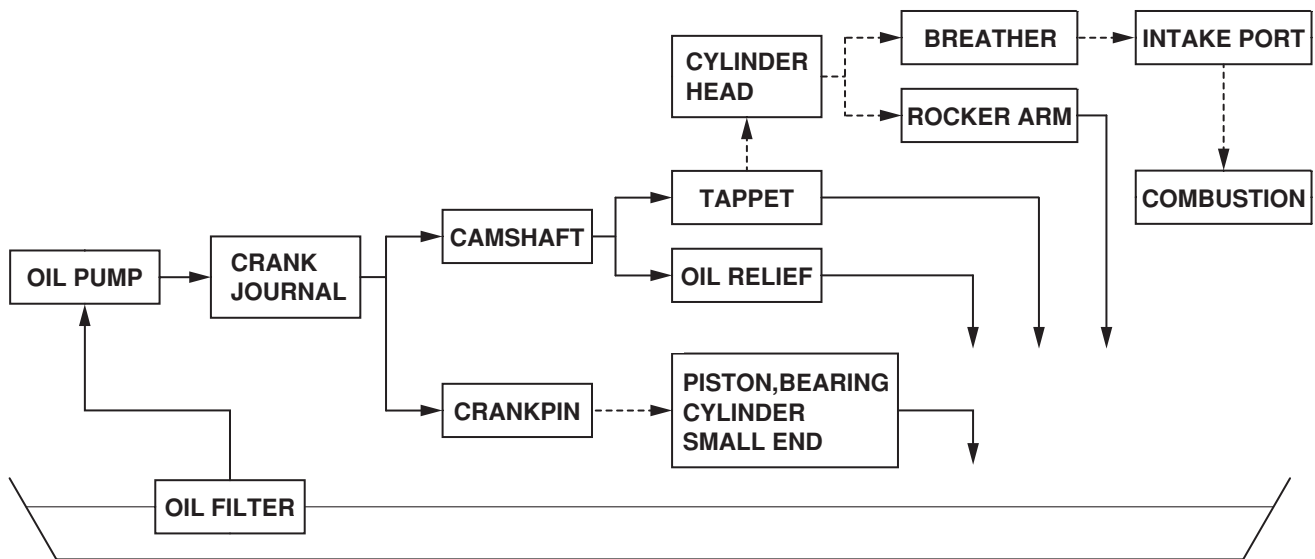 BREATHER
INTAKE PORT
CYLINDER
HEAD
ROCKER ARM
TAPPET
COMBUSTION
CAMSHAFT
OIL PUMP
CRANK
JOURNAL
OIL RELIEF
PISTON,BEARING
CYLINDER
SMALL END
CRANKPIN
OIL FILTER